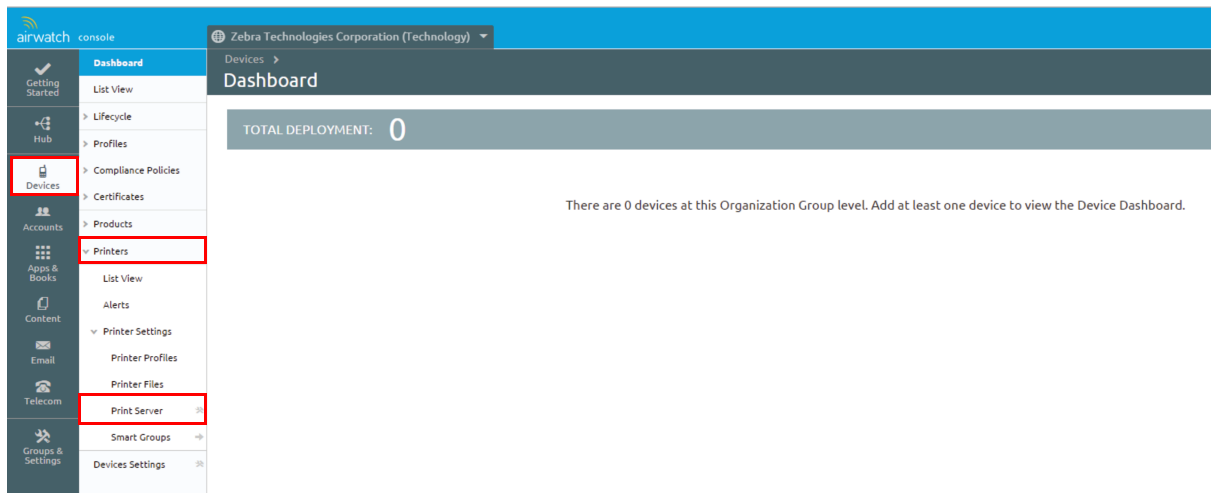 airwatch console
Zebra Technologies Corporation (Technology)
Getting
Started
Hub
Devices
Accounts
Apps &
Books
Content
Email
Telecom
Groups &
Settings
Dashboard
List View
Lifecycle
Profiles
Compliance Policies
Certificates
Products
Printers
List View
Alerts
Printer Settings
Printer Profiles
Printer Files
Print Server
Smart Groups
Devices Settings
Devices >
Dashboard
TOTAL DEPLOYMENT: 0
There are 0 devices at this Organization Group level. Add at least one device to view the Device Dashboard.